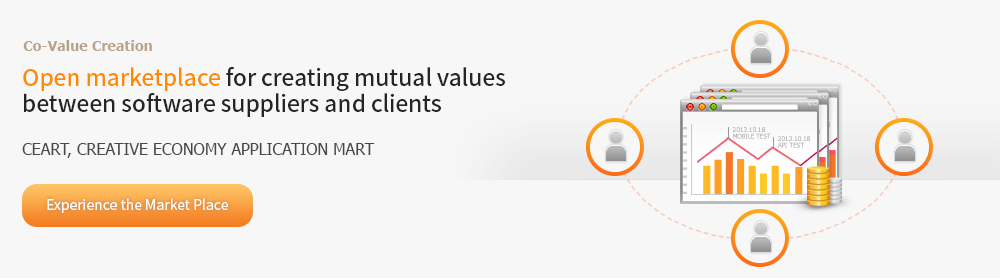 Co-Value Creation
Open marketplace for creating mutual values
between software suppliers and clients
CEART, CREATIVE ECONOMY APPLICATION MART
Experience the Market Place
2013.10.18
MOBILE TEST
2013.10.18
API TEST